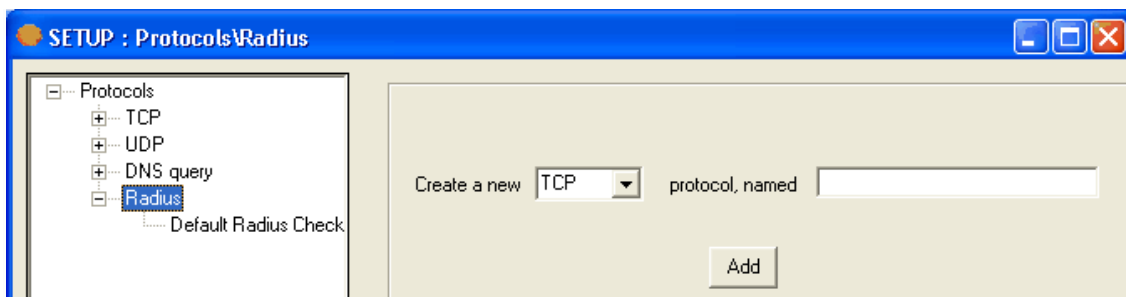 SETUP : Protocols\Radius
Protocols
TCP
UDP
DNS query
Radius
Default Radius Check
Create a new TCP protocol, named
Add